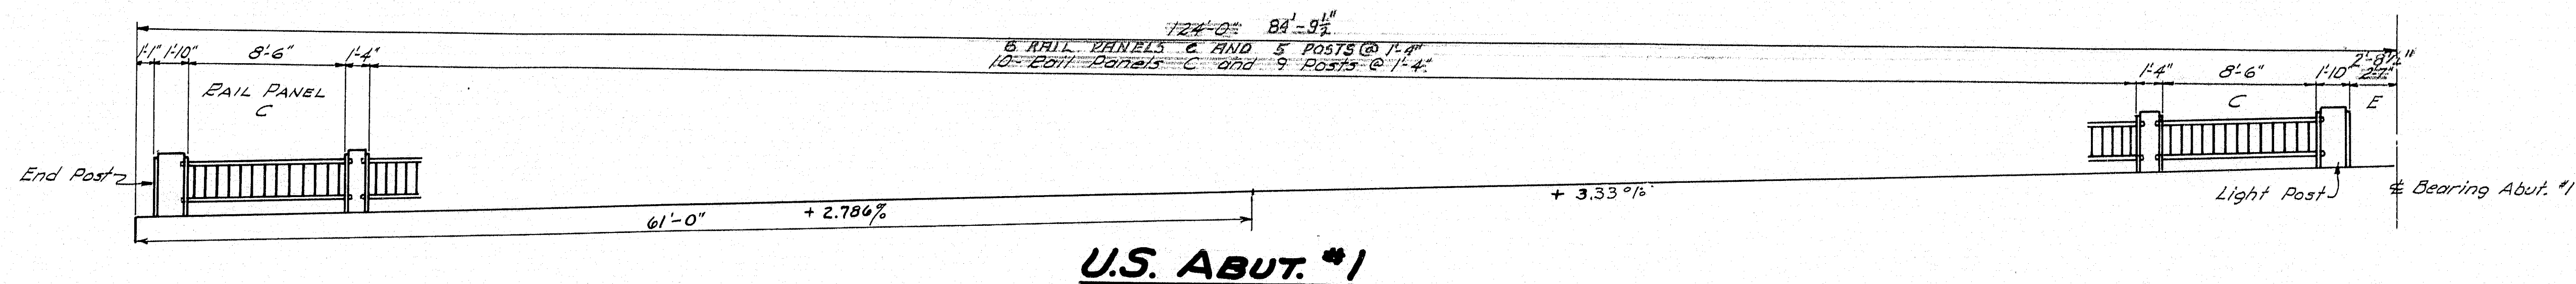 124'-0" 84'-9½"
6 RAIL PANELS C AND 5 POSTS @ 1'-4"
10-Rail Panels C and 9 Posts @ 1'-4"
1'-1" 1'-10" 8'-6" 1'-4"
2'-8½"
1'-4" 8'-6" 1'-10" 2'-7"
RAIL PANEL
C
C E
End Post
Light Post
℄ Bearing Abut. #1
61'-0" + 2.786%
+ 3.33%
U.S. ABUT. #1